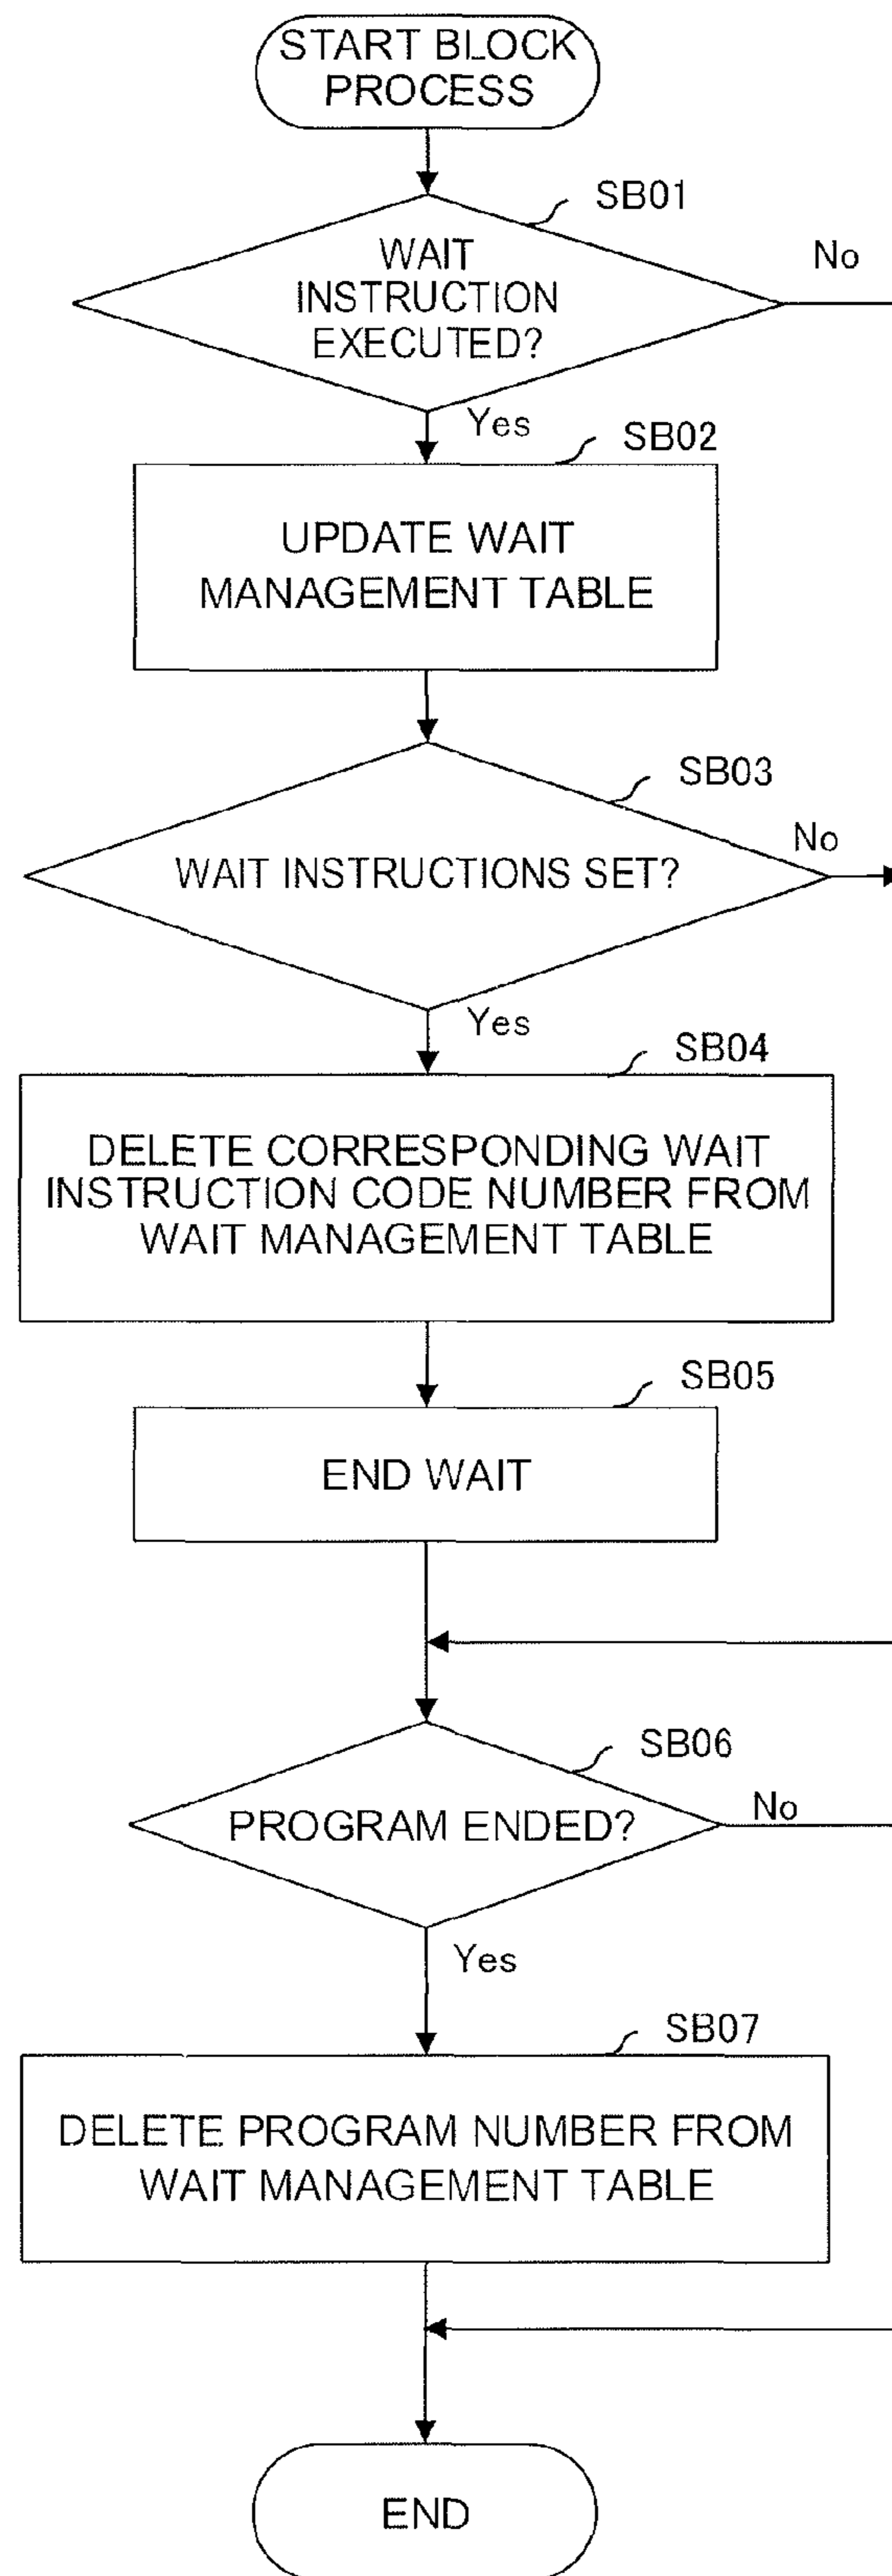 START BLOCK
PROCESS
SB01
WAIT
INSTRUCTION
EXECUTED?
No
Yes
SB02
UPDATE WAIT
MANAGEMENT TABLE
SB03
No
WAIT INSTRUCTIONS SET?
Yes
SB04
DELETE CORRESPONDING WAIT
INSTRUCTION CODE NUMBER FROM
WAIT MANAGEMENT TABLE
SB05
END WAIT
SB06
No
PROGRAM ENDED?
Yes
SB07
DELETE PROGRAM NUMBER FROM
WAIT MANAGEMENT TABLE
END